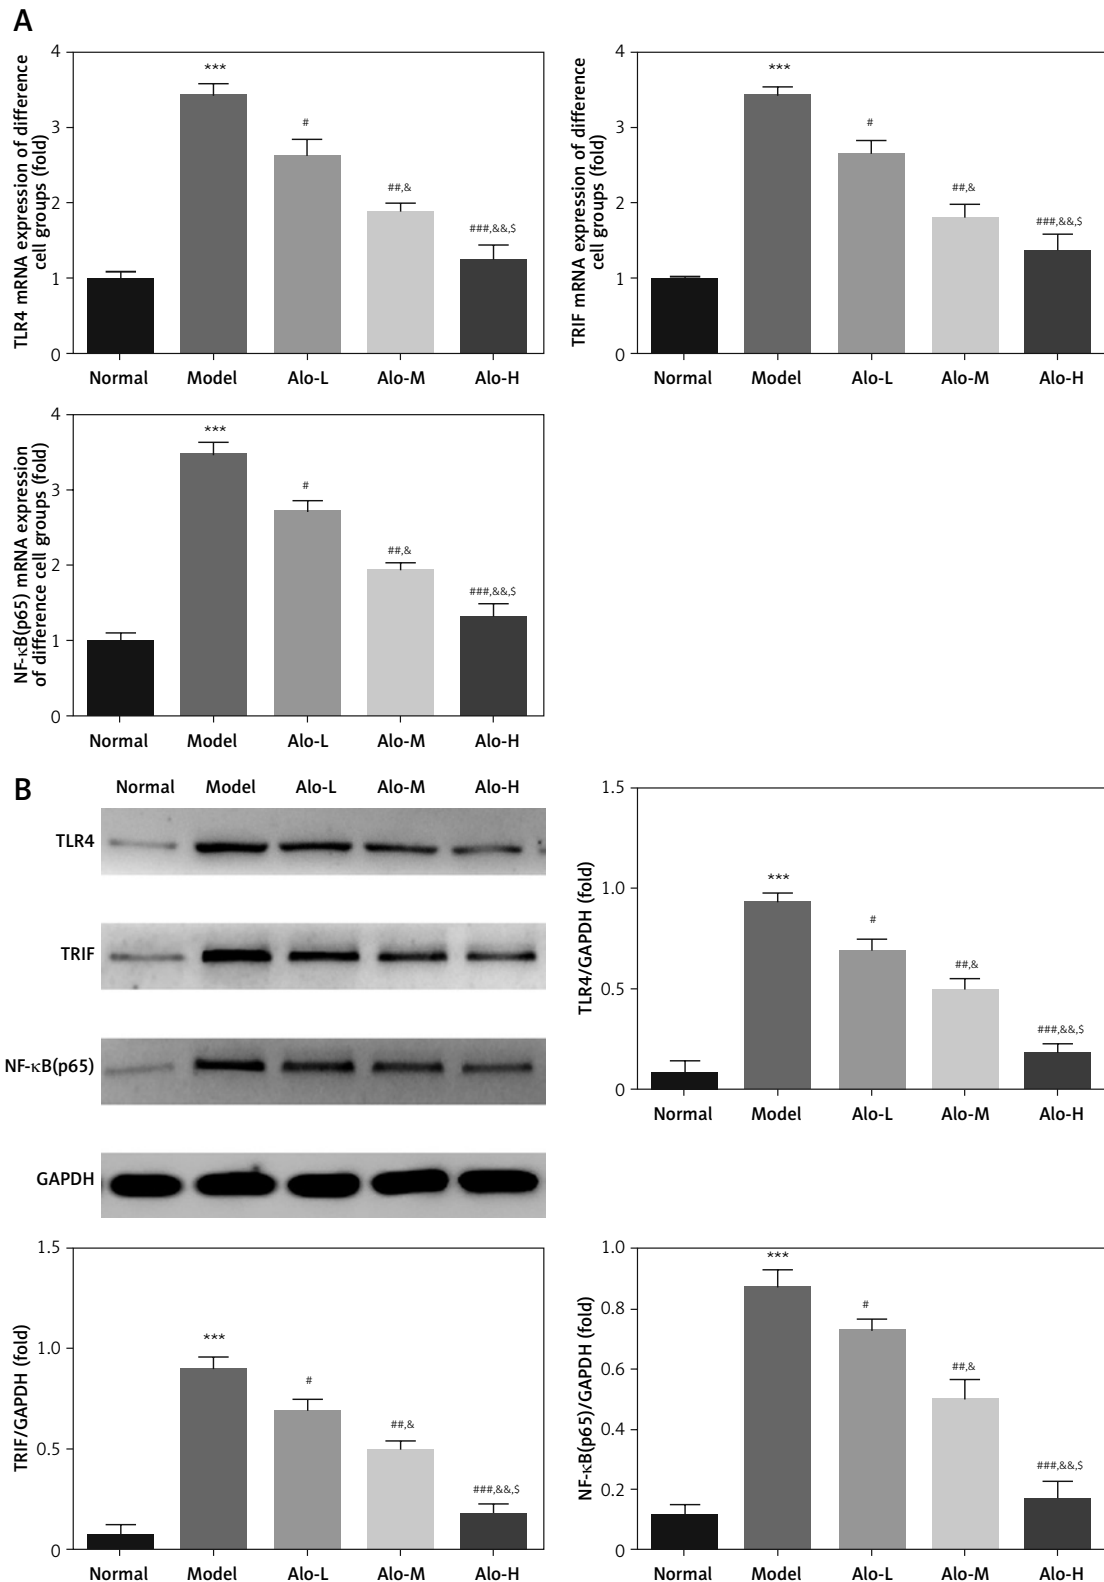 A
TLR4 mRNA expression of difference
cell groups (fold)
4
3
2
1
0
***
#
##,&
###,&&,$
Normal Model Alo-L Alo-M Alo-H
TRIF mRNA expression of difference
cell groups (fold)
4
3
2
1
0
***
#
##,&
###,&&,$
Normal Model Alo-L Alo-M Alo-H
NF-κB(p65) mRNA expression
of difference cell groups (fold)
4
3
2
1
0
***
#
##,&
###,&&,$
Normal Model Alo-L Alo-M Alo-H
B
Normal Model Alo-L Alo-M Alo-H
TLR4
TRIF
NF-κB(p65)
GAPDH
TLR4/GAPDH (fold)
1.5
1.0
0.5
0
***
#
##,&
###,&&,$
Normal Model Alo-L Alo-M Alo-H
TRIF/GAPDH (fold)
1.5
1.0
0.5
0
***
#
##,&
###,&&,$
Normal Model Alo-L Alo-M Alo-H
NF-κB(p65)/GAPDH (fold)
1.0
0.8
0.6
0.4
0.2
0
***
#
##,&
###,&&,$
Normal Model Alo-L Alo-M Alo-H